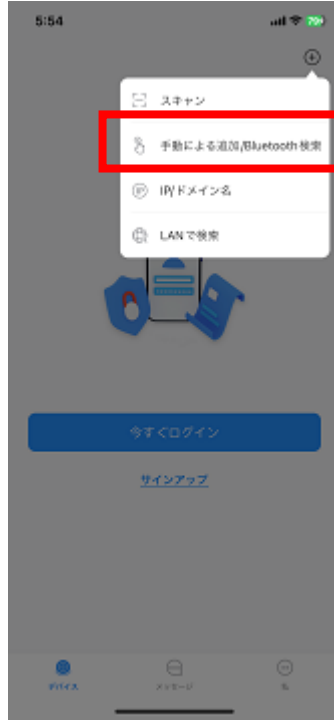 5:54
79
スキャン
手動による追加/Bluetooth 検索
IP/ドメイン名
IP
LANで検索
今すぐログイン
サインアップ
デバイス
メッセージ
私